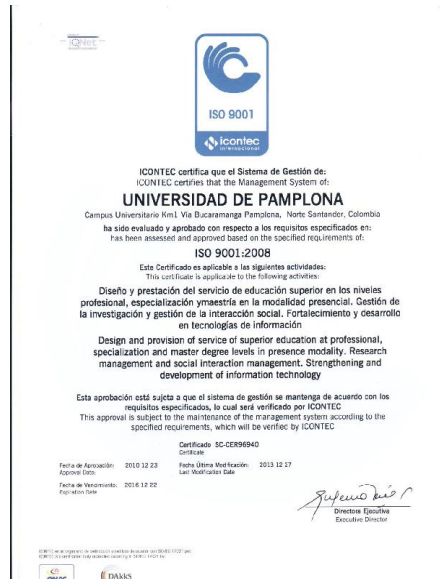 IQNet
ISO 9001
icontec
internacional
ICONTEC certifica que el Sistema de Gestión de:
ICONTEC certifies that the Management System of:
UNIVERSIDAD DE PAMPLONA
Campus Universitario Km1 Vía Bucaramanga Pamplona, Norte Santander, Colombia
ha sido evaluado y aprobado con respecto a los requisitos especificados en:
has been assessed and approved based on the specified requirements of:
ISO 9001:2008
Este Certificado es aplicable a las siguientes actividades:
This certificate is applicable to the following activities:
Diseño y prestación del servicio de educación superior en los niveles
profesional, especialización ymaestría en la modalidad presencial. Gestión de
la investigación y gestión de la interacción social. Fortalecimiento y desarrollo
en tecnologías de información
Design and provision of service of superior education at professional,
specialization and master degree levels in presence modality. Research
management and social interaction management. Strengthening and
development of information technology
Esta aprobación está sujeta a que el sistema de gestión se mantenga de acuerdo con los
requisitos especificados, lo cual será verificado por ICONTEC
This approval is subject to the maintenance of the management system according to the
specified requirements, which will be verified by ICONTEC
Certificado SC-CER96940
Certificate
Fecha de Aprobación: 2010 12 23 Fecha Última Modificación: 2013 12 17
Approval Date: Last Modification Date
Fecha de Vencimiento: 2016 12 22
Expiration Date
Directora Ejecutiva
Executive Director
ONAC
DAkkS